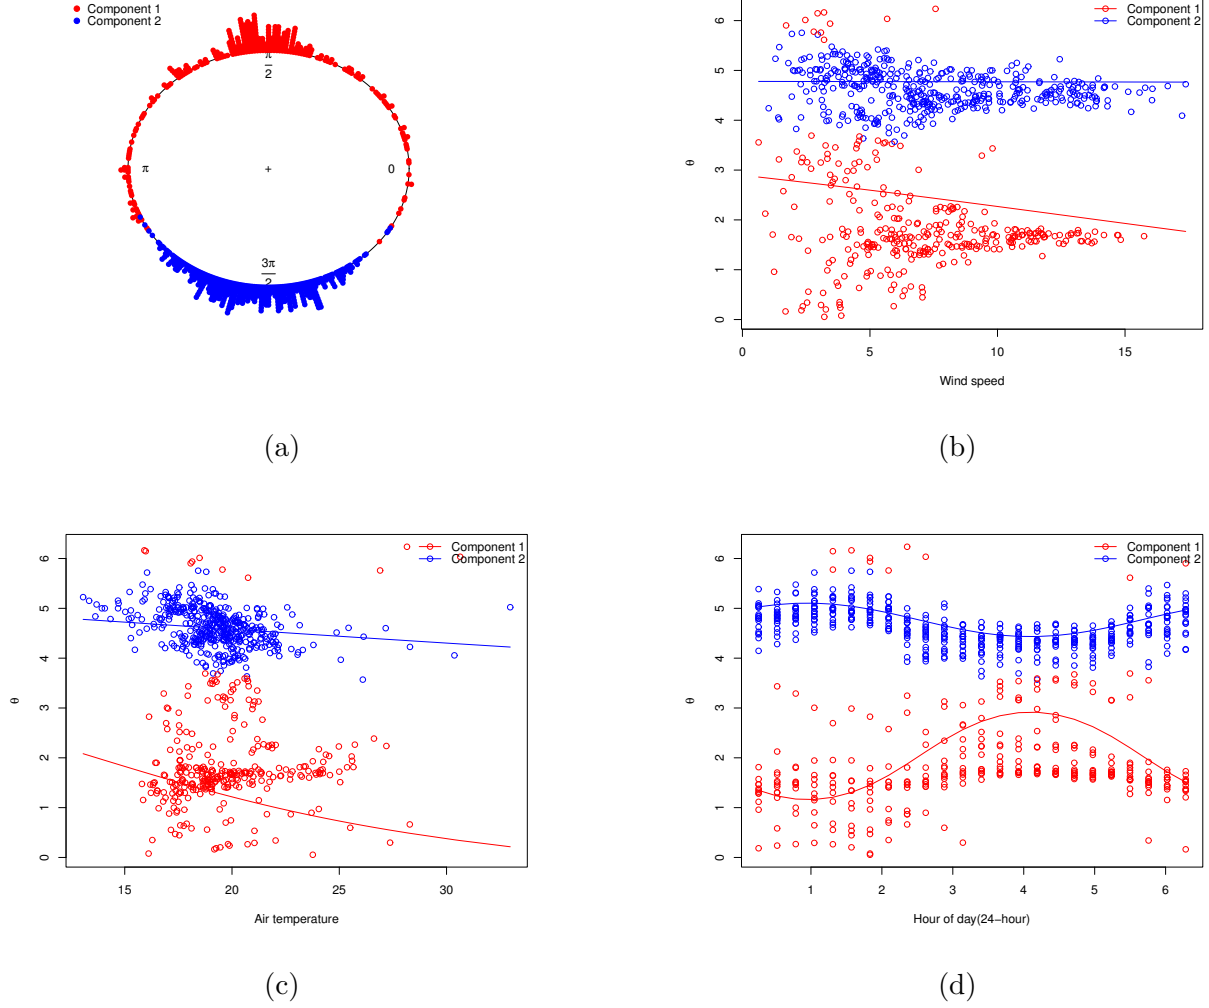 Component 1
Component 2
π
2
π
+
0
3π
2
(a)
Component 1
Component 2
θ
0
1
2
3
4
5
6
0
5
10
15
Wind speed
(b)
Component 1
Component 2
θ
0
1
2
3
4
5
6
15
20
25
30
Air temperature
(c)
Component 1
Component 2
θ
0
1
2
3
4
5
6
1
2
3
4
5
6
Hour of day(24−hour)
(d)